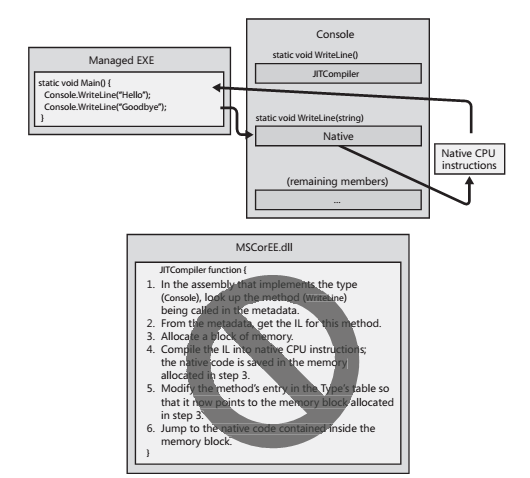 Managed EXE
static void Main() {
Console.WriteLine("Hello");
Console.WriteLine("Goodbye");
}
Console
static void WriteLine()
JITCompiler
static void WriteLine(string)
Native
(remaining members)
...
Native CPU
instructions
MSCorEE.dll
JITCompiler function {
1. In the assembly that implements the type
(Console), look up the method (WriteLine)
being called in the metadata.
2. From the metadata, get the IL for this method.
3. Allocate a block of memory.
4. Compile the IL into native CPU instructions;
the native code is saved in the memory
allocated in step 3.
5. Modify the method's entry in the Type's table so
that it now points to the memory block allocated
in step 3.
6. Jump to the native code contained inside the
memory block.
}